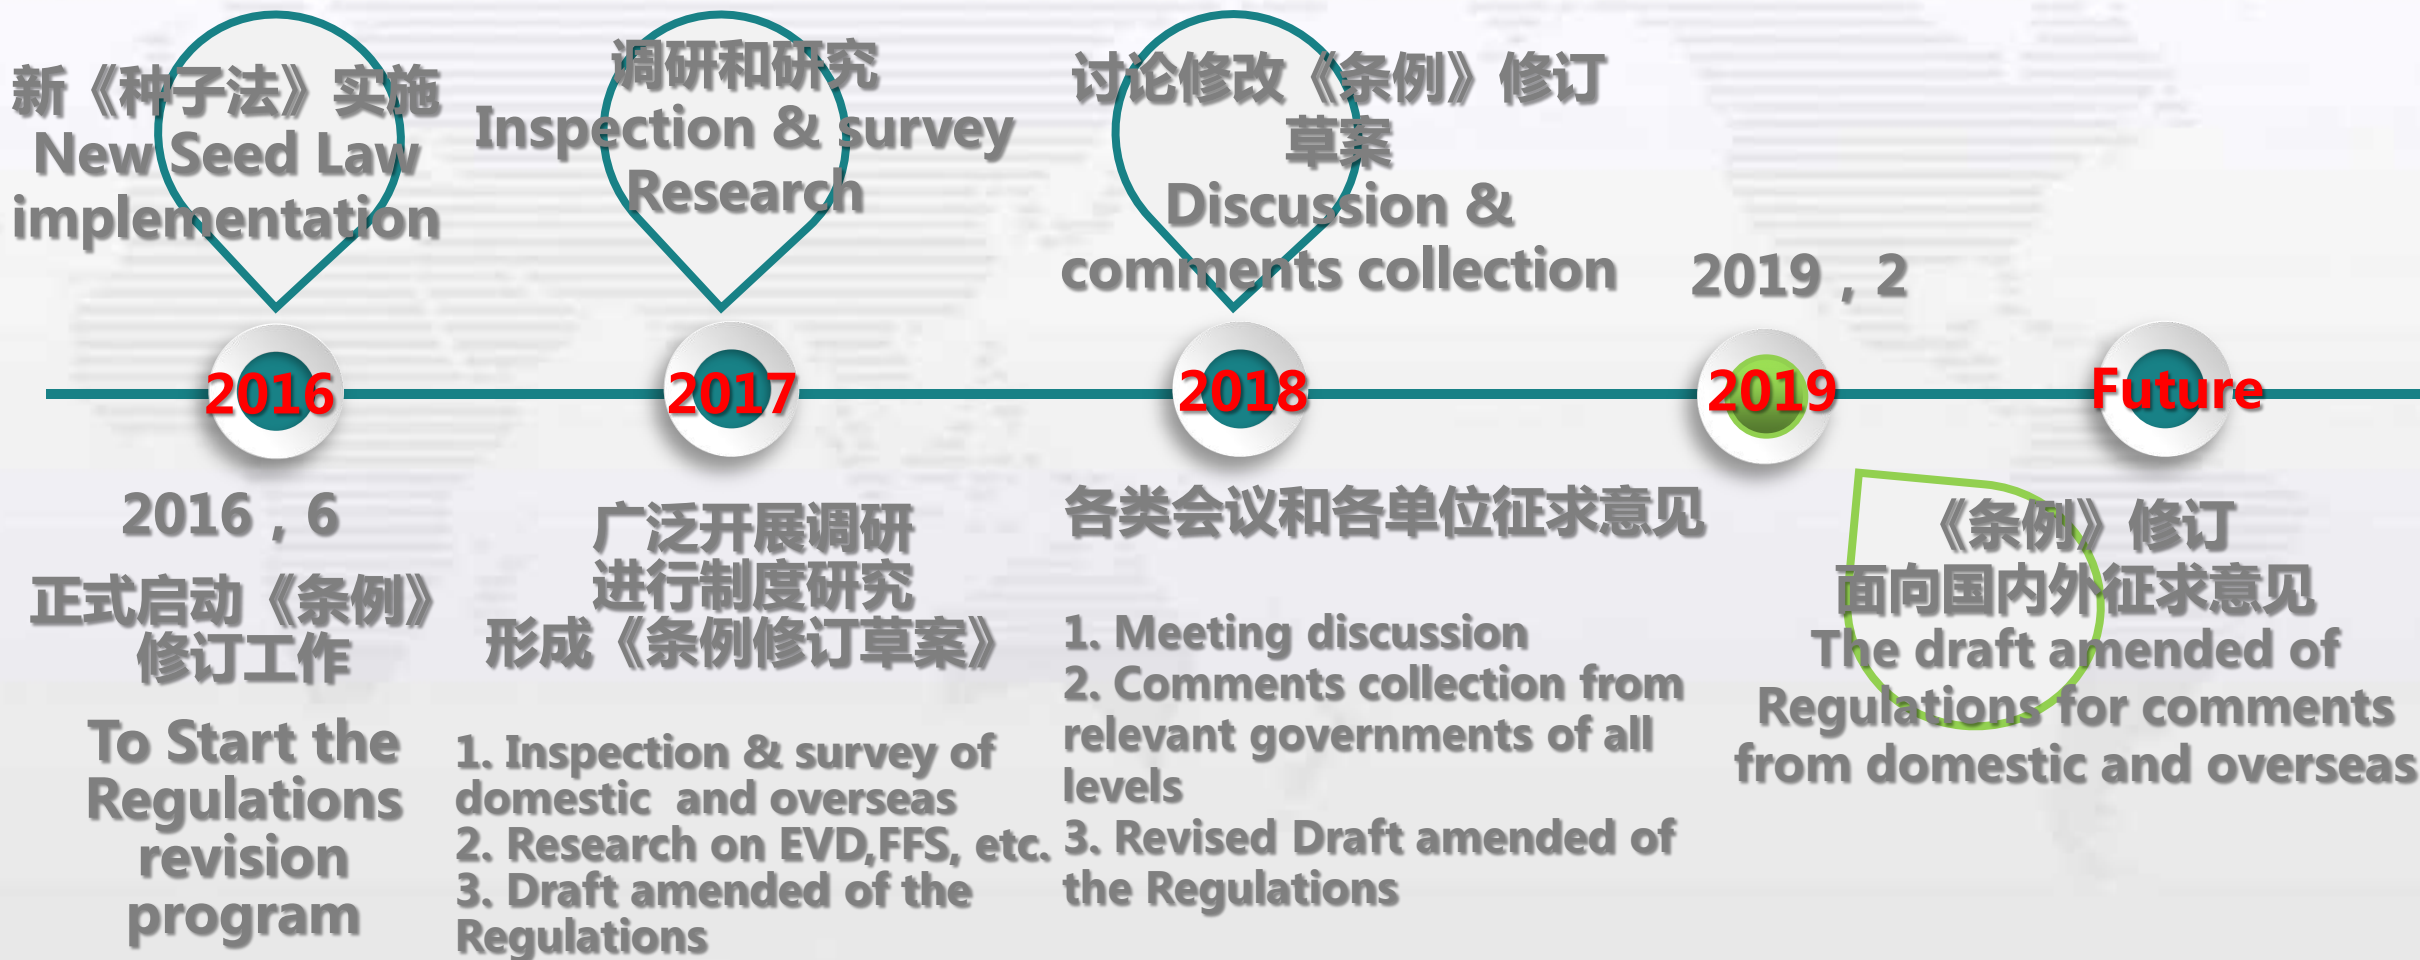 新《种子法》实施
New Seed Law
implementation
调研和研究
Inspection & survey
Research
讨论修改《条例》修订
草案
Discussion &
comments collection
2019，2
2016
2017
2018
2019
Future
2016，6
正式启动《条例》
修订工作
To Start the
Regulations
revision
program
广泛开展调研
进行制度研究
形成《条例修订草案》
1. Inspection & survey of
domestic and overseas
2. Research on EVD,FFS, etc.
3. Draft amended of the
Regulations
各类会议和各单位征求意见
1. Meeting discussion
2. Comments collection from
relevant governments of all
levels
3. Revised Draft amended of
the Regulations
《条例》修订
面向国内外征求意见
The draft amended of
Regulations for comments
from domestic and overseas